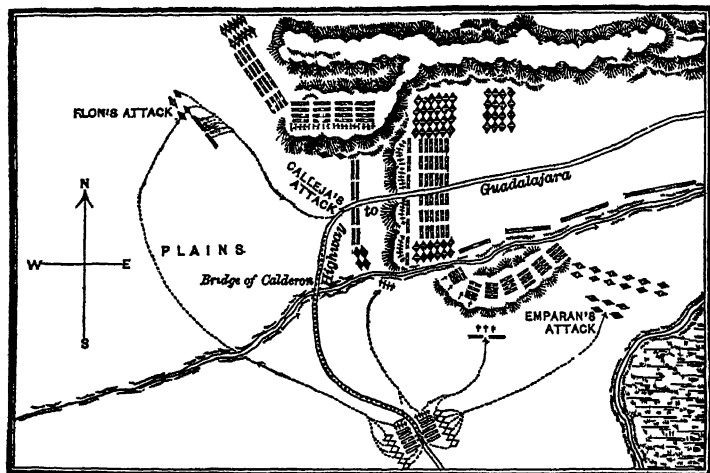 FLON'S ATTACK
CALLEJA'S
ATTACK
Highway to Guadalajara
N
W E
S
PLAINS
Bridge of Calderon
EMPARAN'S
ATTACK